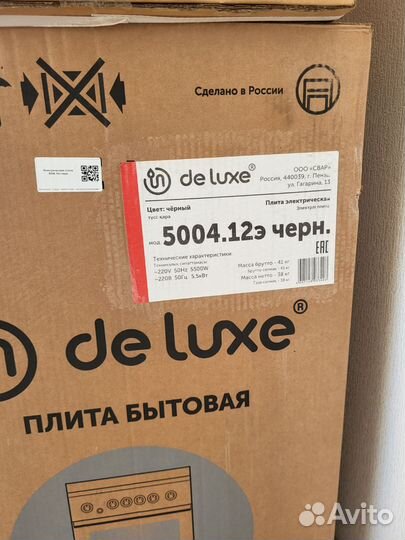 Сделано в России
de luxe®
ООО «СВАР»
Россия, 440039, г. Пенза,
ул. Гагарина, 13
Цвет: чёрный
түсі: қара
Плита электрическая
мод.
5004.12э черн.
EAC
Технические характеристики
~220V 50Hz 5500W
~220В 50Гц 5,5кВт
Масса брутто - 41 кг
Масса нетто - 38 кг
de luxe®
ПЛИТА БЫТОВАЯ
Avito